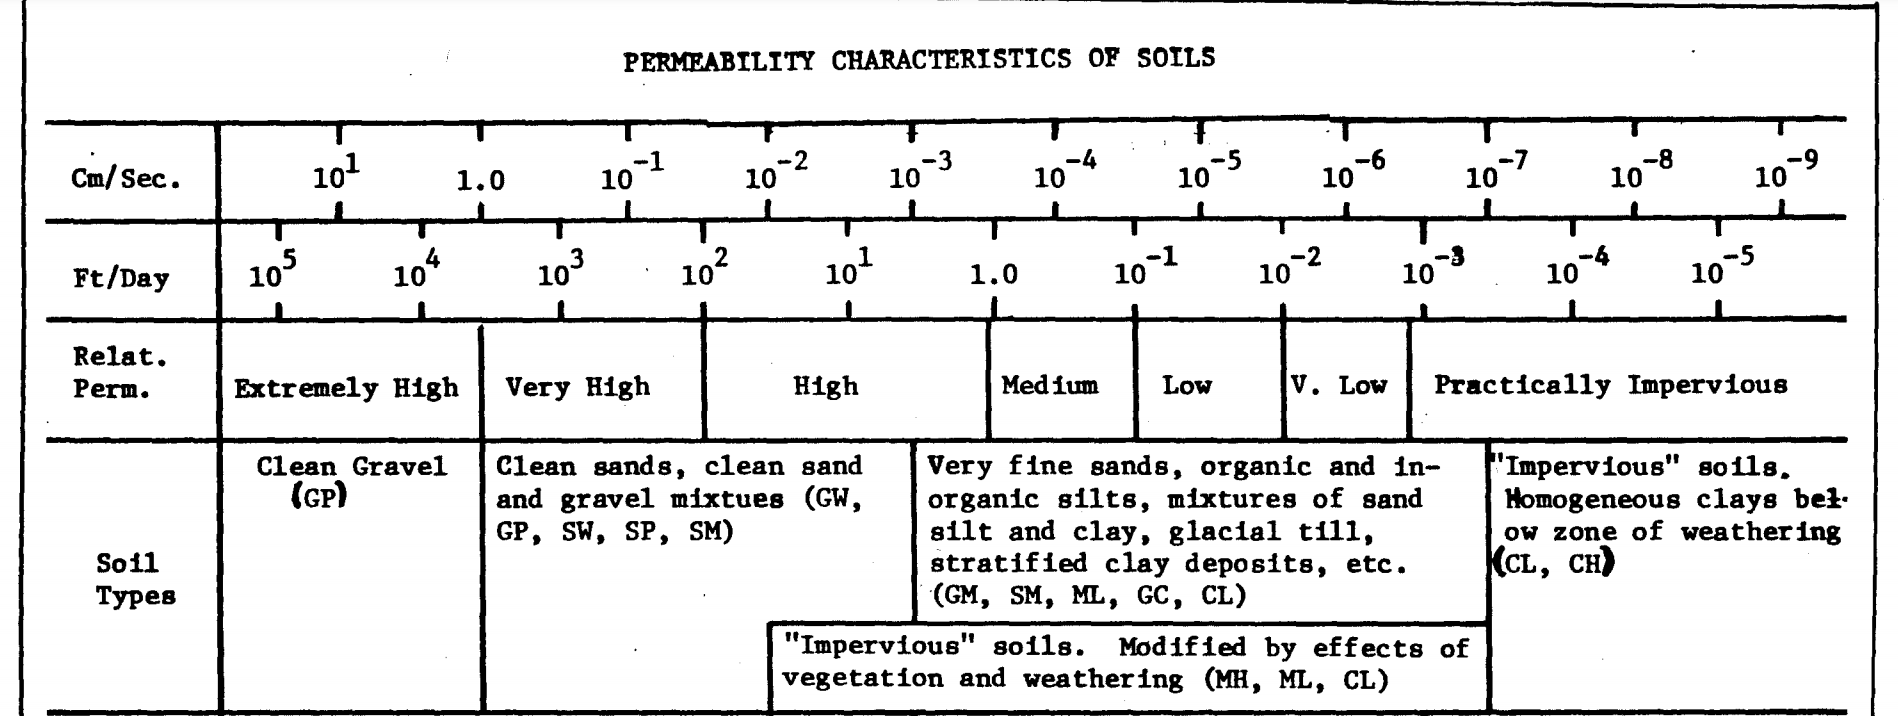 PERMEABILITY CHARACTERISTICS OF SOILS
Cm/Sec. 10^1 1.0 10^-1 10^-2 10^-3 10^-4 10^-5 10^-6 10^-7 10^-8 10^-9
Ft/Day 10^5 10^4 10^3 10^2 10^1 1.0 10^-1 10^-2 10^-3 10^-4 10^-5
Relat.
Perm.
Extremely High
Very High
High
Medium
Low
V. Low
Practically Impervious
Soil
Types
Clean Gravel
(GP)
Clean sands, clean sand
and gravel mixtues (GW,
GP, SW, SP, SM)
Very fine sands, organic and in-
organic silts, mixtures of sand
silt and clay, glacial till,
stratified clay deposits, etc.
(GM, SM, ML, GC, CL)
"Impervious" soils. Modified by effects of
vegetation and weathering (MH, ML, CL)
"Impervious" soils.
Homogeneous clays bel-
ow zone of weathering
(CL, CH)